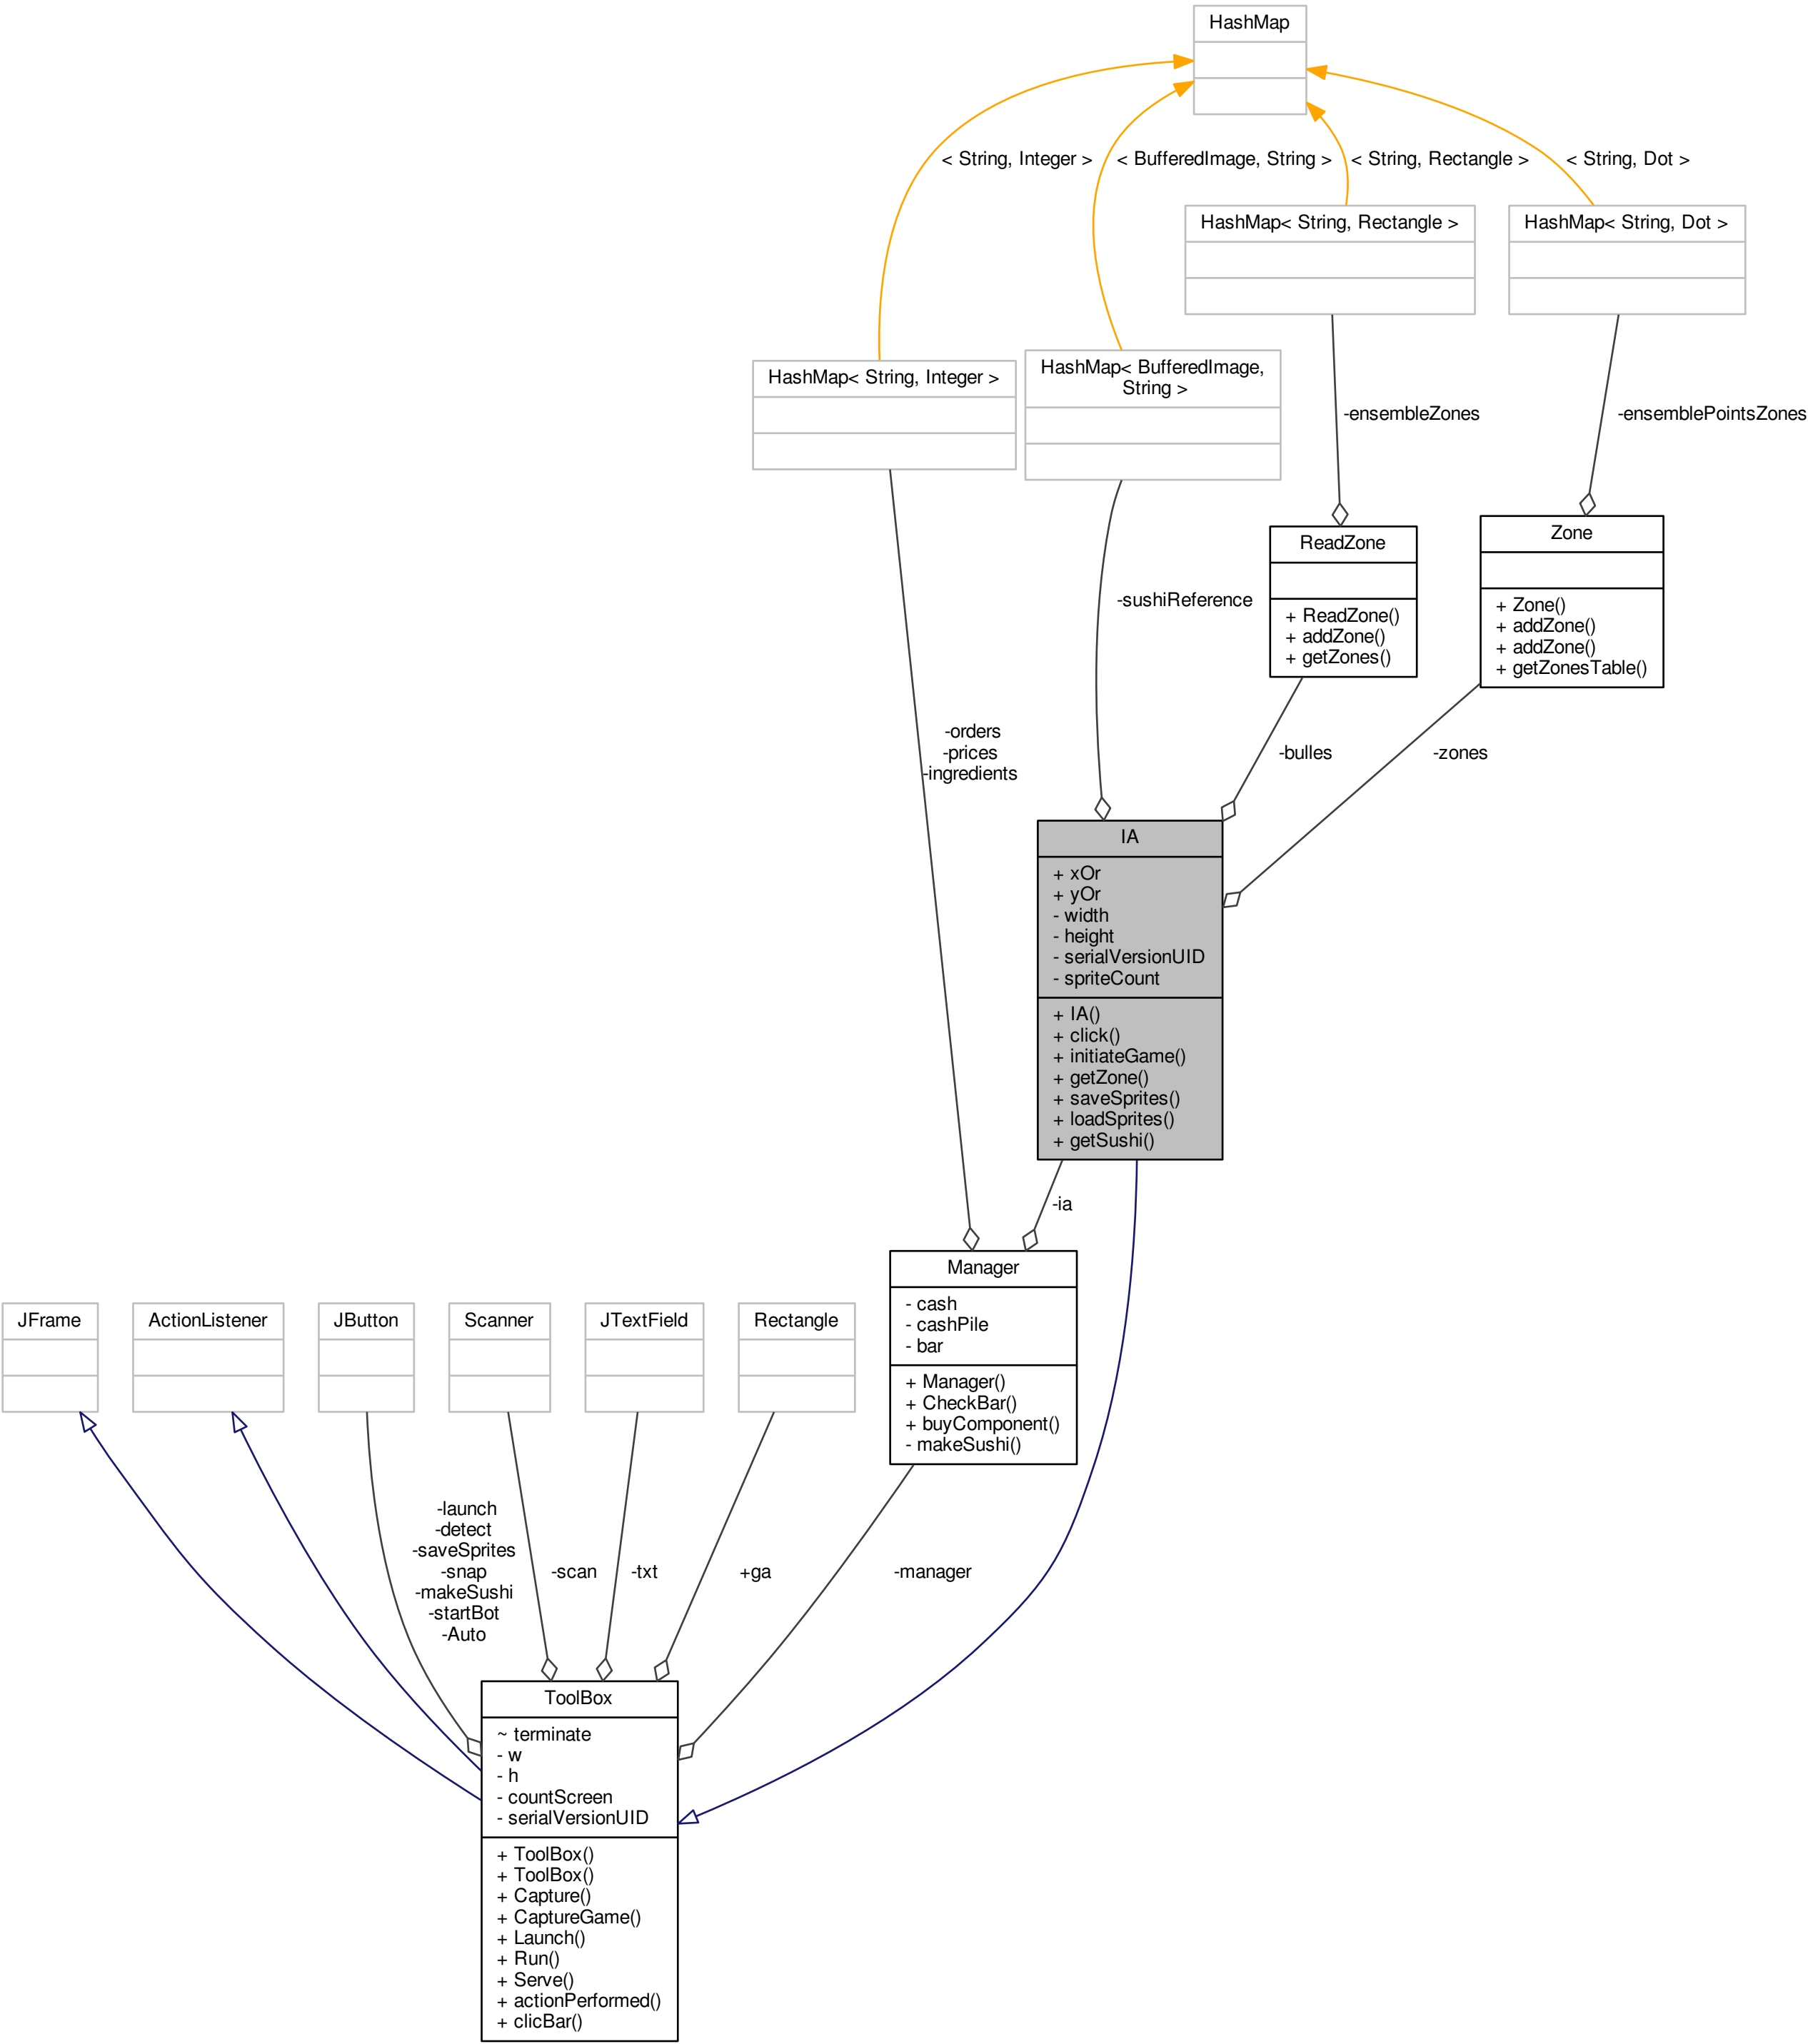 HashMap
< String, Integer >
< BufferedImage, String >
< String, Rectangle >
< String, Dot >
HashMap< String, Rectangle >
HashMap< String, Dot >
HashMap< String, Integer >
HashMap< BufferedImage,
String >
-ensembleZones
-ensemblePointsZones
ReadZone
+ ReadZone()
+ addZone()
+ getZones()
Zone
+ Zone()
+ addZone()
+ addZone()
+ getZonesTable()
-sushiReference
-orders
-prices
-ingredients
-bulles
-zones
IA
+ xOr
+ yOr
- width
- height
- serialVersionUID
- spriteCount
+ IA()
+ click()
+ initiateGame()
+ getZone()
+ saveSprites()
+ loadSprites()
+ getSushi()
-ia
Manager
- cash
- cashPile
- bar
+ Manager()
+ CheckBar()
+ buyComponent()
- makeSushi()
JFrame
ActionListener
JButton
Scanner
JTextField
Rectangle
-launch
-detect
-saveSprites
-snap
-makeSushi
-startBot
-Auto
-scan
-txt
+ga
-manager
ToolBox
~ terminate
- w
- h
- countScreen
- serialVersionUID
+ ToolBox()
+ ToolBox()
+ Capture()
+ CaptureGame()
+ Launch()
+ Run()
+ Serve()
+ actionPerformed()
+ clicBar()